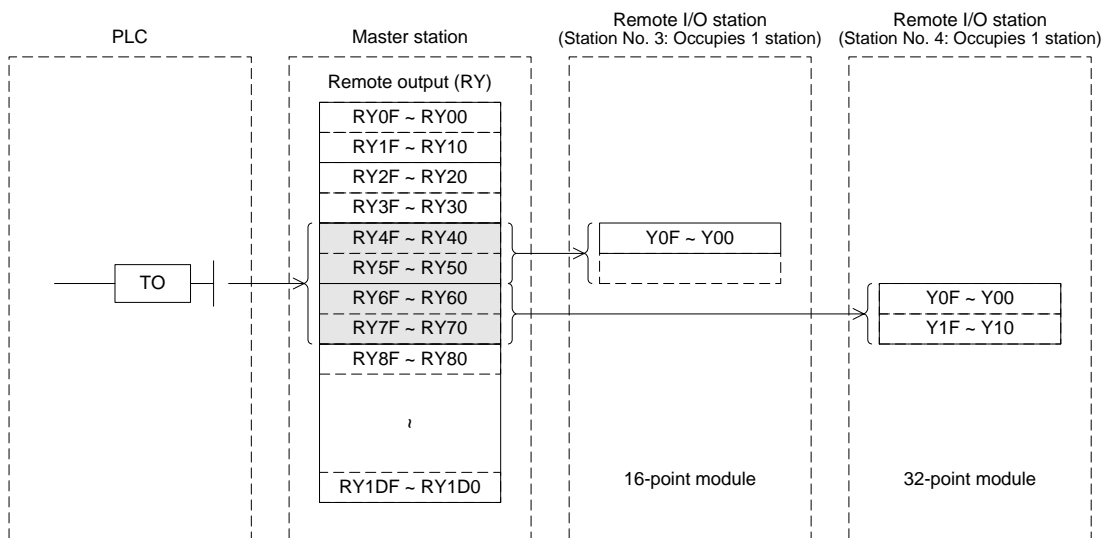 PLC
Master station
Remote I/O station
(Station No. 3: Occupies 1 station)
Remote I/O station
(Station No. 4: Occupies 1 station)
Remote output (RY)
RY0F ~ RY00
RY1F ~ RY10
RY2F ~ RY20
RY3F ~ RY30
RY4F ~ RY40
RY5F ~ RY50
RY6F ~ RY60
RY7F ~ RY70
RY8F ~ RY80
~
RY1DF ~ RY1D0
TO
Y0F ~ Y00
Y0F ~ Y00
Y1F ~ Y10
16-point module
32-point module